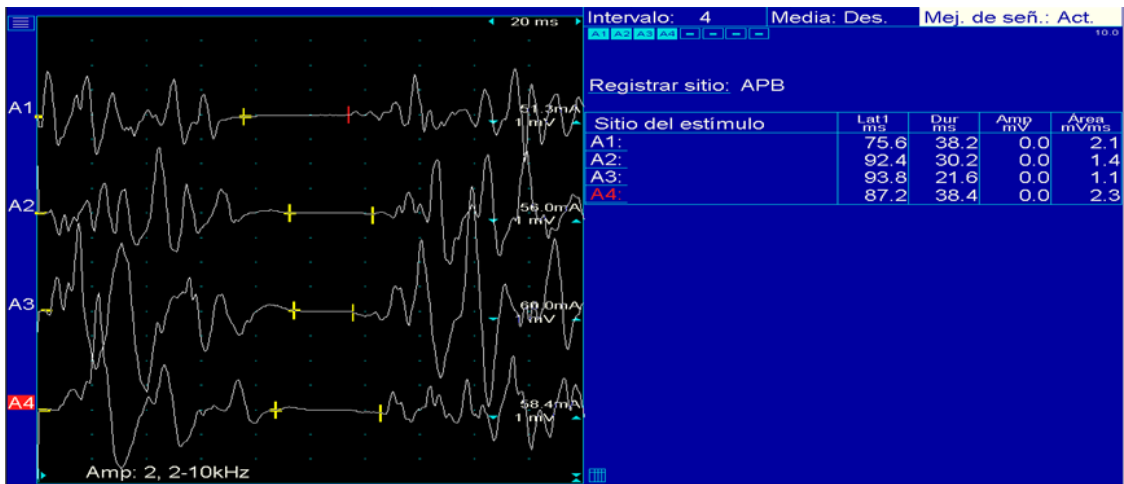 20 ms
A1
51.3mA
1 mV
A2
56.0mA
1 mV
A3
60.0mA
1 mV
A4
58.4mA
1 mV
Amp: 2, 2-10kHz
Intervalo: 4 Media: Des. Mej. de señ.: Act.
A1 A2 A3 A4 - - - -
10.0
Registrar sitio: APB
Sitio del estímulo Lat1 ms Dur ms Amp mV Área mVms
A1: 75.6 38.2 0.0 2.1
A2: 92.4 30.2 0.0 1.4
A3: 93.8 21.6 0.0 1.1
A4: 87.2 38.4 0.0 2.3